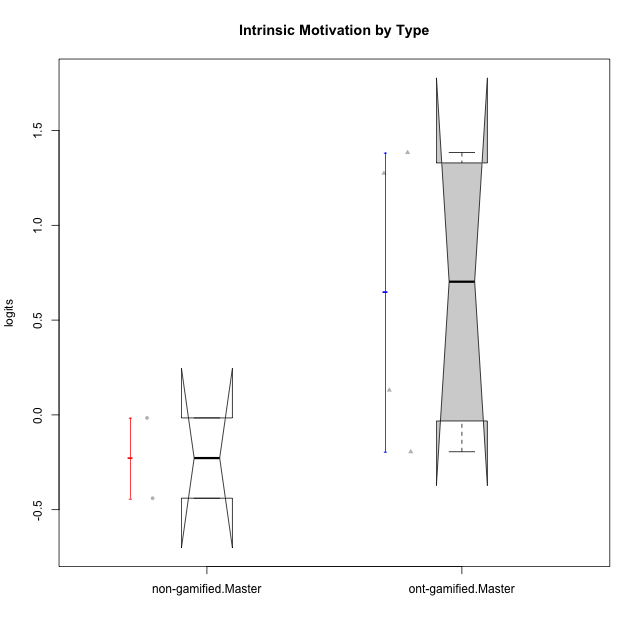 Intrinsic Motivation by Type
logits
1.5
1.0
0.5
0.0
-0.5
non-gamified.Master
ont-gamified.Master